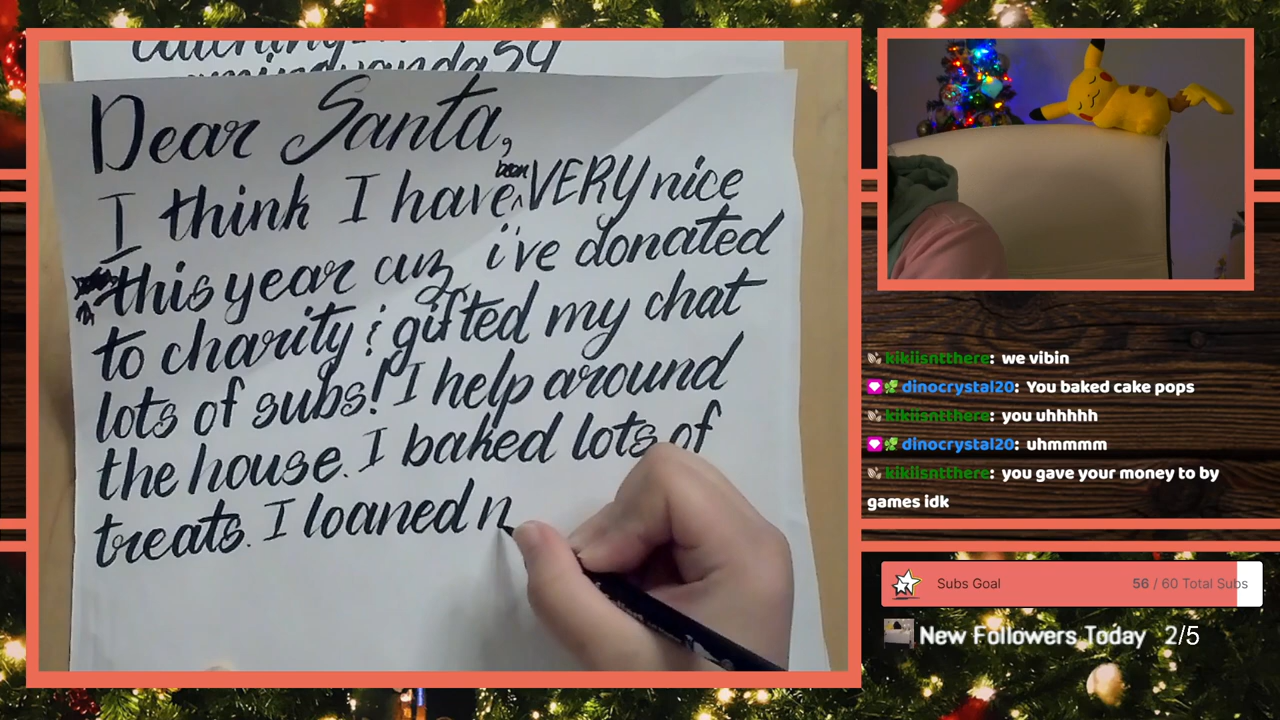 Dear Santa,
been
I think I have ^ VERY nice
this year cuz i've donated
to charity & gifted my chat
lots of subs! I help around
the house. I baked lots of
treats. I loaned n
kikiisntthere: we vibin
dinocrystal20: You baked cake pops
kikiisntthere: you uhhhhh
dinocrystal20: uhmmmm
kikiisntthere: you gave your money to by
games idk
Subs Goal 56 / 60 Total Subs
New Followers Today 2/5